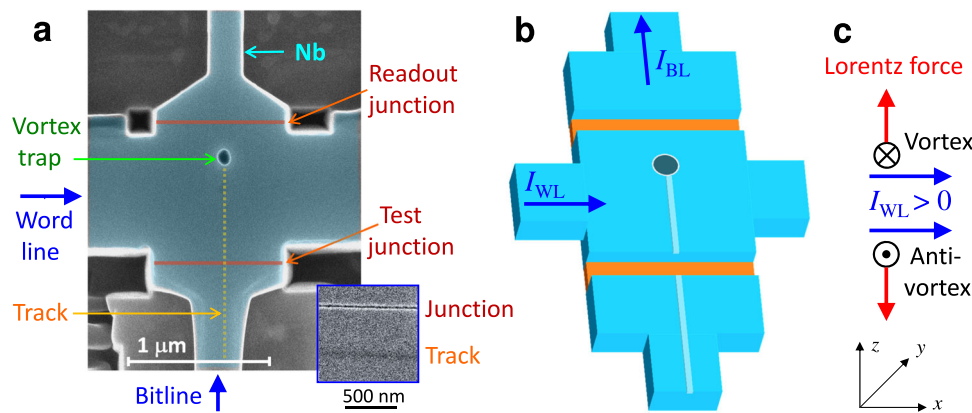 a
Nb
Readout
junction
Vortex
trap
Word
line
Test
junction
Track
1 μm
Bitline
Junction
Track
500 nm
b
I_BL
I_WL
c
Lorentz force
Vortex
I_WL > 0
Anti-
vortex
z
y
x